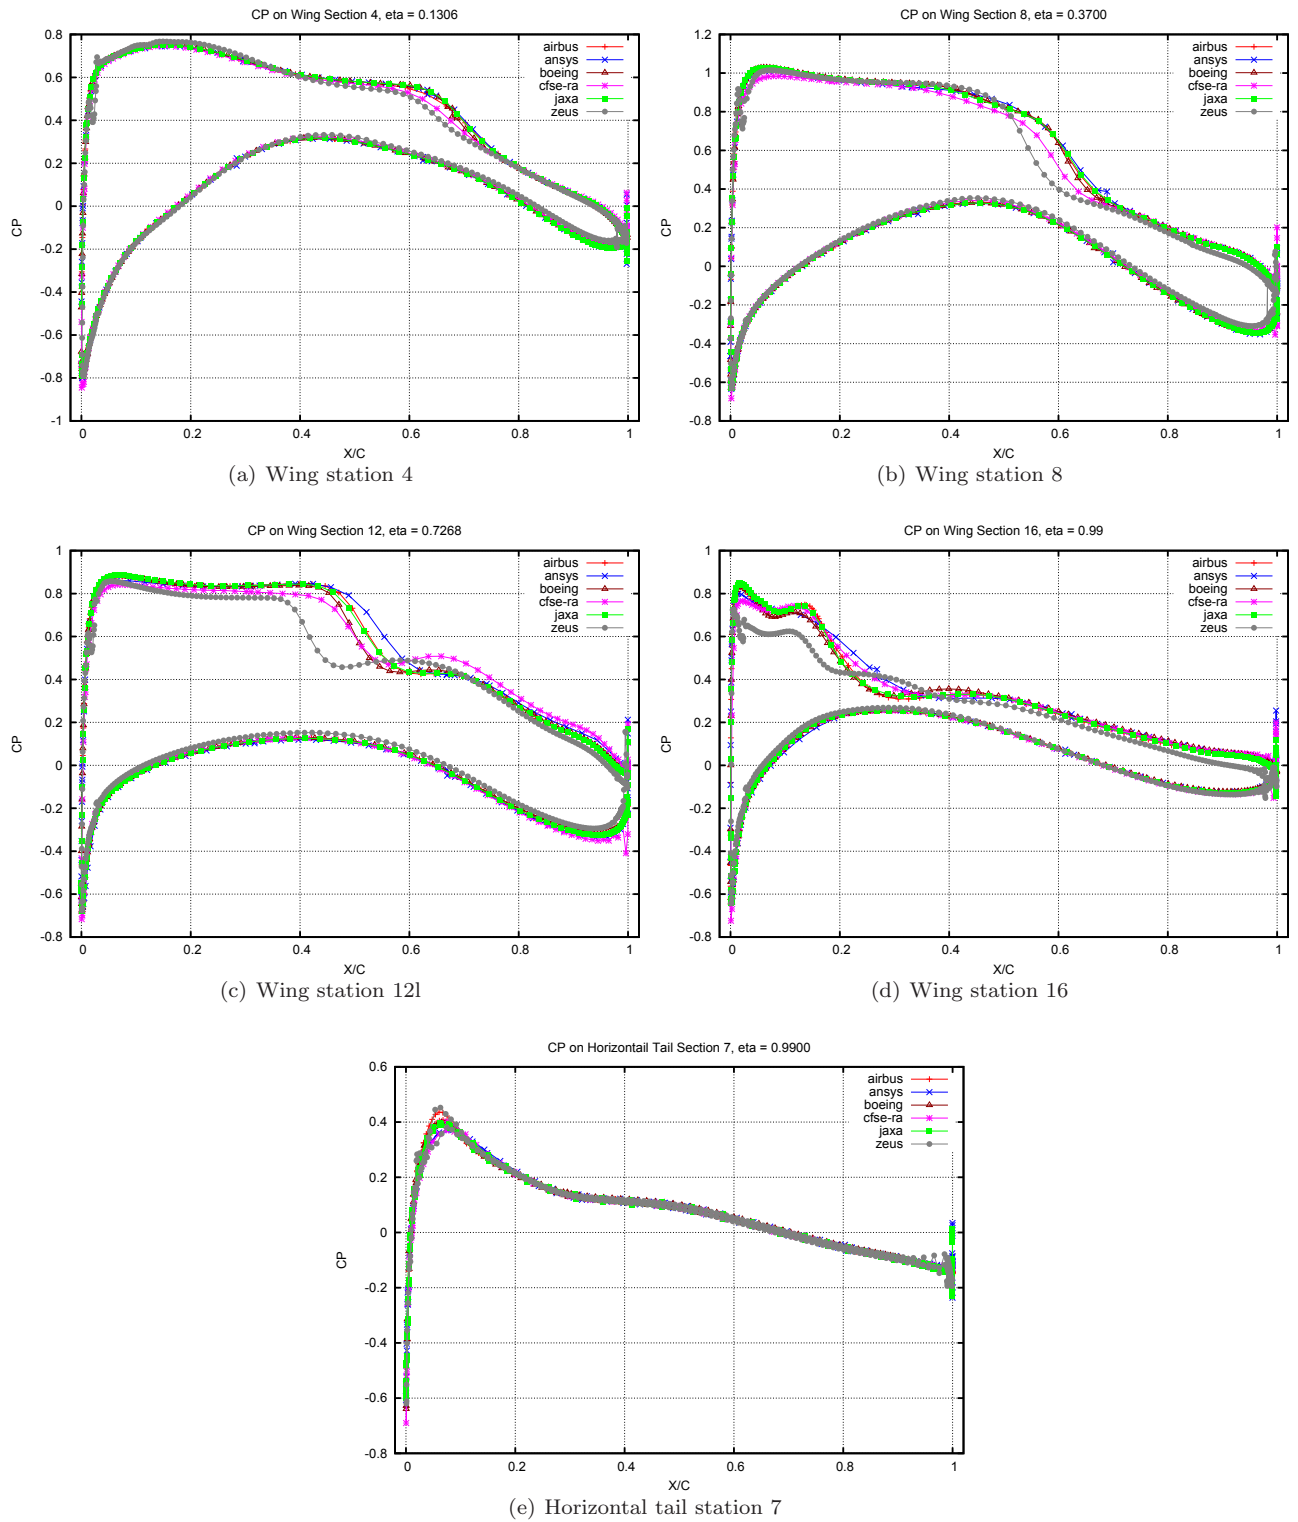 CP on Wing Section 4, eta = 0.1306
0.8
0.6
0.4
0.2
0
-0.2
-0.4
-0.6
-0.8
-1
CP
airbus
ansys
boeing
cfse-ra
jaxa
zeus
0 0.2 0.4 0.6 0.8 1
X/C
(a) Wing station 4
CP on Wing Section 8, eta = 0.3700
1.2
1
0.8
0.6
0.4
0.2
0
-0.2
-0.4
-0.6
-0.8
CP
airbus
ansys
boeing
cfse-ra
jaxa
zeus
0 0.2 0.4 0.6 0.8 1
X/C
(b) Wing station 8
CP on Wing Section 12, eta = 0.7268
1
0.8
0.6
0.4
0.2
0
-0.2
-0.4
-0.6
-0.8
CP
airbus
ansys
boeing
cfse-ra
jaxa
zeus
0 0.2 0.4 0.6 0.8 1
X/C
(c) Wing station 12l
CP on Wing Section 16, eta = 0.99
1
0.8
0.6
0.4
0.2
0
-0.2
-0.4
-0.6
-0.8
CP
airbus
ansys
boeing
cfse-ra
jaxa
zeus
0 0.2 0.4 0.6 0.8 1
X/C
(d) Wing station 16
CP on Horizontail Tail Section 7, eta = 0.9900
0.6
0.4
0.2
0
-0.2
-0.4
-0.6
-0.8
CP
airbus
ansys
boeing
cfse-ra
jaxa
zeus
0 0.2 0.4 0.6 0.8 1
X/C
(e) Horizontal tail station 7